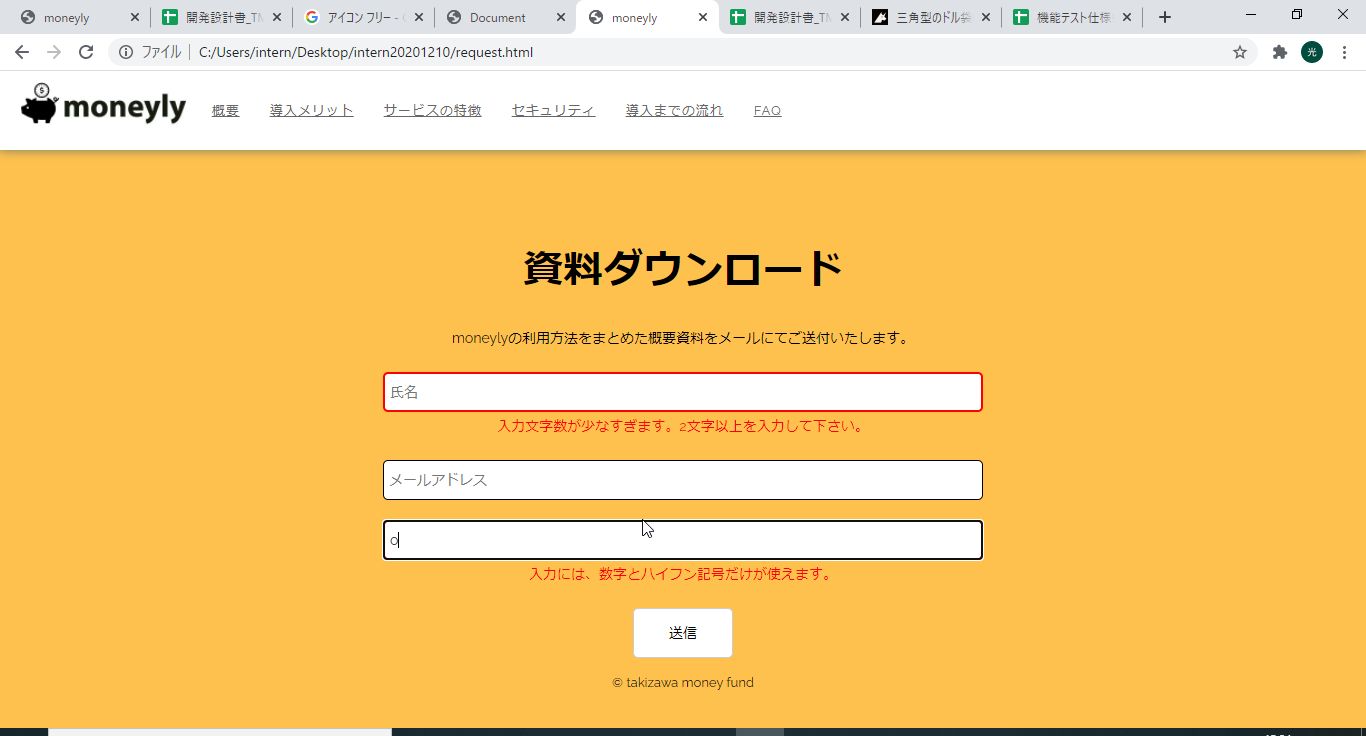 moneyly
開発設計書_TM
アイコン フリー - G
Document
moneyly
開発設計書_TM
三角型のドル袋
機能テスト仕様
ファイル C:/Users/intern/Desktop/intern20201210/request.html
光
moneyly 概要 導入メリット サービスの特徴 セキュリティ 導入までの流れ FAQ
資料ダウンロード
moneylyの利用方法をまとめた概要資料をメールにてご送付いたします。
氏名
入力文字数が少なすぎます。2文字以上を入力して下さい。
メールアドレス
o
入力には、数字とハイフン記号だけが使えます。
送信
© takizawa money fund